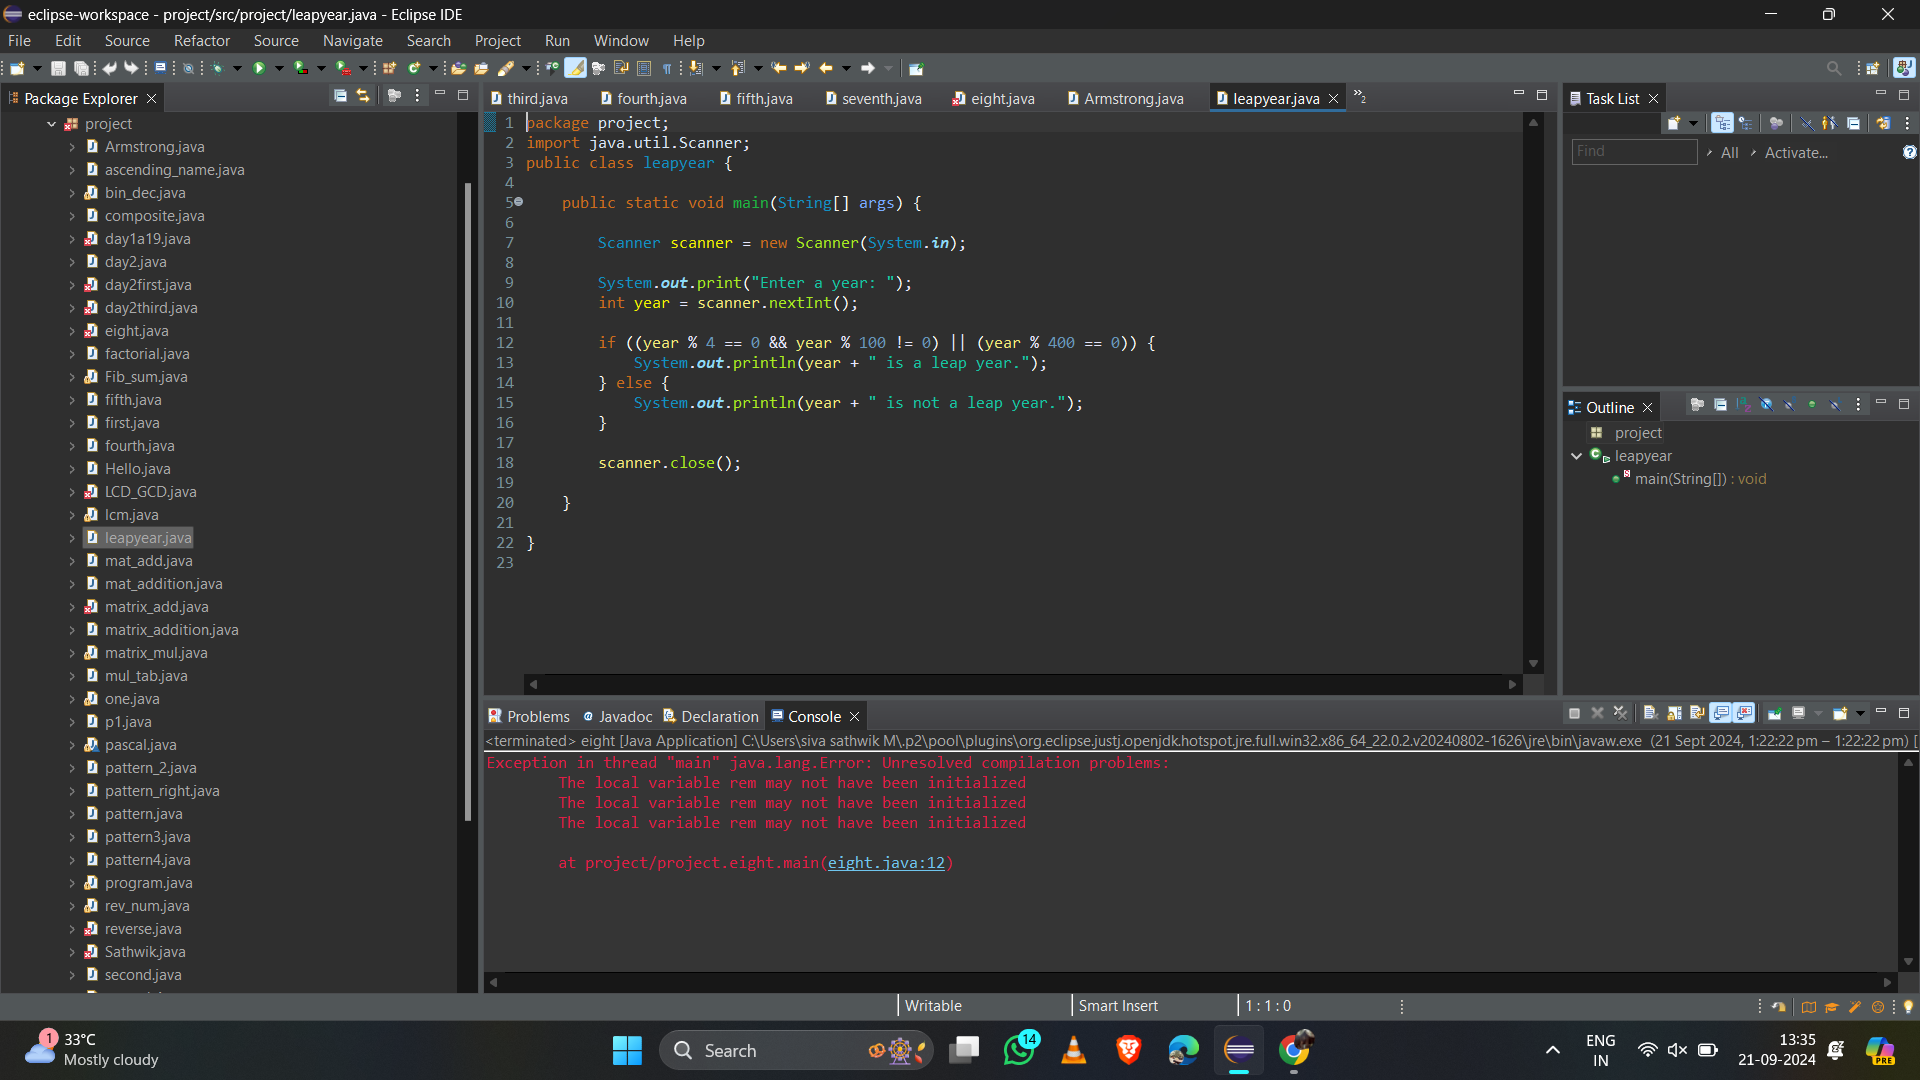 eclipse-workspace - project/src/project/leapyear.java - Eclipse IDE
File Edit Source Refactor Source Navigate Search Project Run Window Help
Package Explorer
project
Armstrong.java
ascending_name.java
bin_dec.java
composite.java
day1a19.java
day2.java
day2first.java
day2third.java
eight.java
factorial.java
Fib_sum.java
fifth.java
first.java
fourth.java
Hello.java
LCD_GCD.java
lcm.java
leapyear.java
mat_add.java
mat_addition.java
matrix_add.java
matrix_addition.java
matrix_mul.java
mul_tab.java
one.java
p1.java
pascal.java
pattern_2.java
pattern_right.java
pattern.java
pattern3.java
pattern4.java
program.java
rev_num.java
reverse.java
Sathwik.java
second.java
third.java fourth.java fifth.java seventh.java eight.java Armstrong.java leapyear.java »2
1 package project;
2 import java.util.Scanner;
3 public class leapyear {
4
5 public static void main(String[] args) {
6
7 Scanner scanner = new Scanner(System.in);
8
9 System.out.print("Enter a year: ");
10 int year = scanner.nextInt();
11
12 if ((year % 4 == 0 && year % 100 != 0) || (year % 400 == 0)) {
13 System.out.println(year + " is a leap year.");
14 } else {
15 System.out.println(year + " is not a leap year.");
16 }
17
18 scanner.close();
19
20 }
21
22 }
23
Task List
Find All Activate...
Outline
project
leapyear
main(String[]) : void
Problems Javadoc Declaration Console
<terminated> eight [Java Application] C:\Users\siva sathwik M\.p2\pool\plugins\org.eclipse.justj.openjdk.hotspot.jre.full.win32.x86_64_22.0.2.v20240802-1626\jre\bin\javaw.exe (21 Sept 2024, 1:22:22 pm – 1:22:22 pm) [
Exception in thread "main" java.lang.Error: Unresolved compilation problems:
The local variable rem may not have been initialized
The local variable rem may not have been initialized
The local variable rem may not have been initialized
at project/project.eight.main(eight.java:12)
Writable Smart Insert 1 : 1 : 0
1
33°C
Mostly cloudy
Search
14
ENG
IN
13:35
21-09-2024
PRE